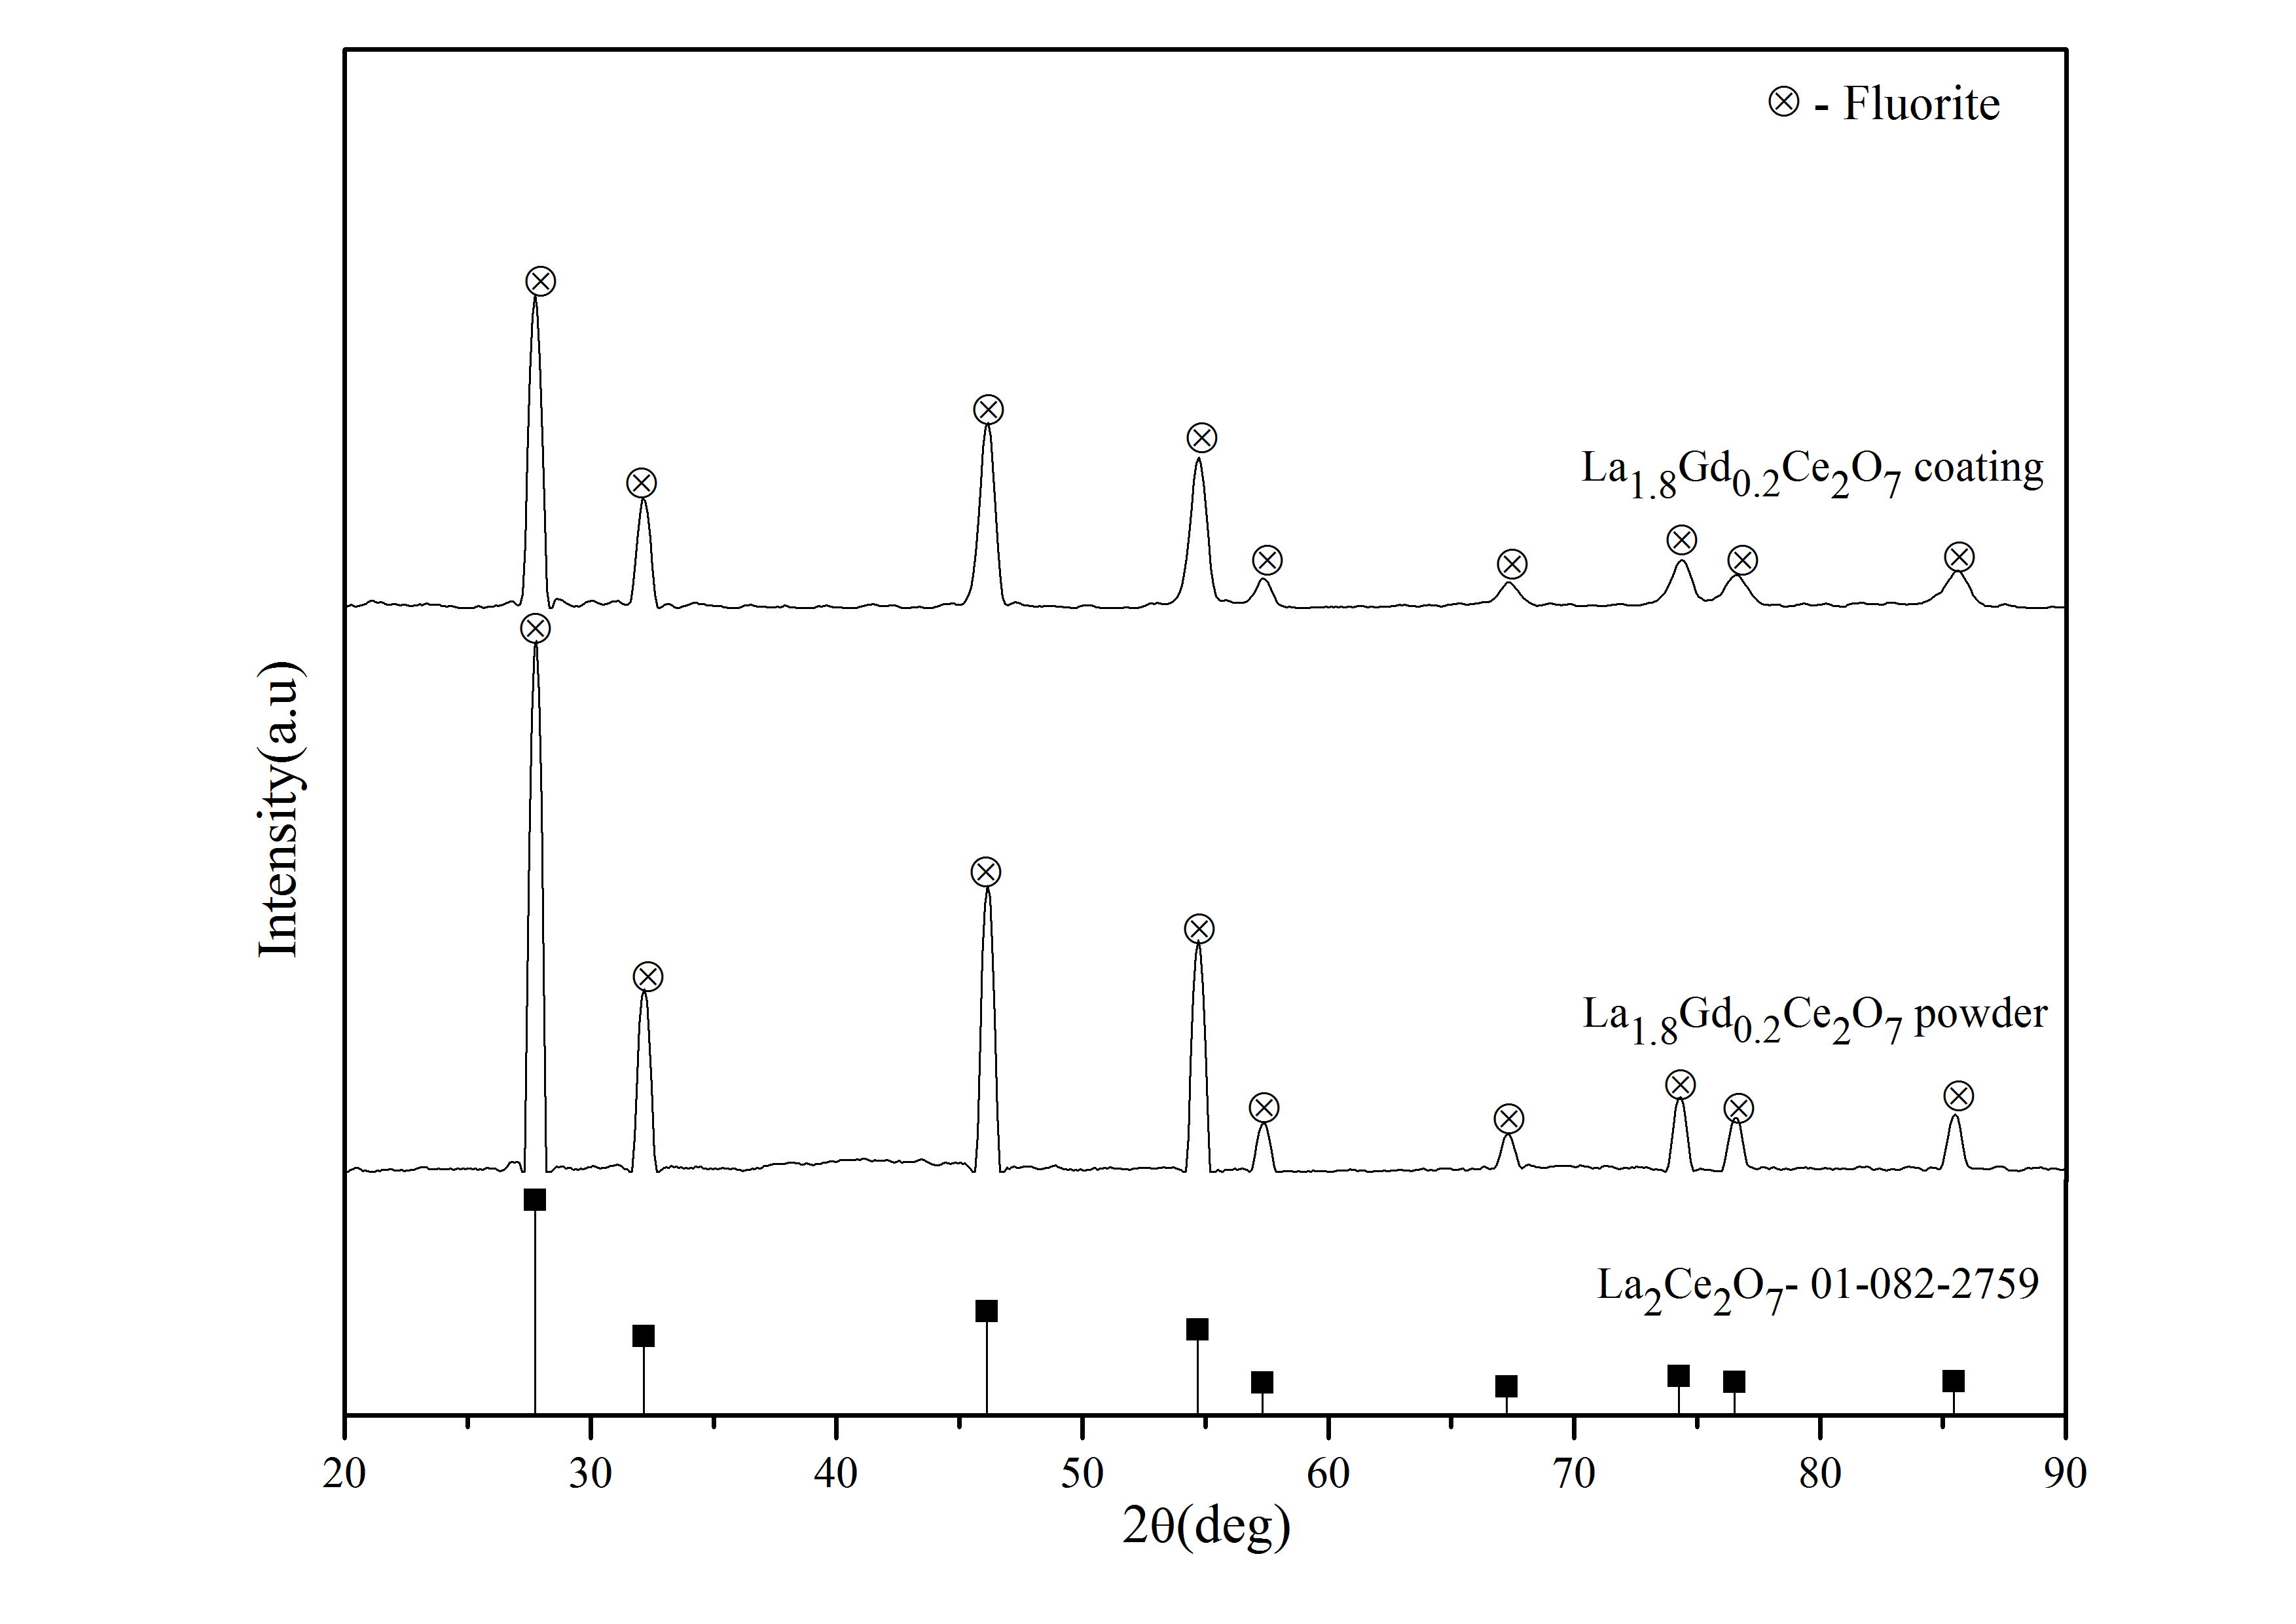 ⊗ - Fluorite
La1.8Gd0.2Ce2O7 coating
La1.8Gd0.2Ce2O7 powder
La2Ce2O7- 01-082-2759
Intensity(a.u)
20 30 40 50 60 70 80 90
2θ(deg)